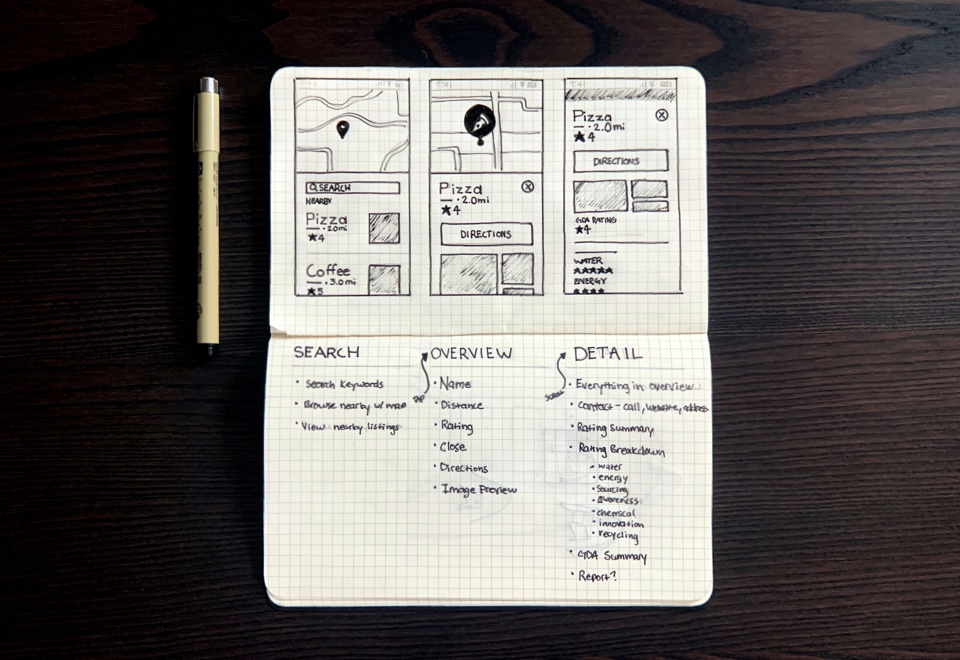 Pizza
2.0mi
★4
DIRECTIONS
SEARCH
NEARBY
Pizza
2.0mi
★4
Coffee
3.0mi
★5
Pizza
2.0mi
★4
DIRECTIONS
GDA RATING
★4
WATER
★★★★★
ENERGY
★★★★
SEARCH
• Search Keywords
• Browse nearby w/ map
• View nearby listings
TAP
OVERVIEW
• Name
• Distance
• Rating
• Close
• Directions
• Image Preview
SCROLL
DETAIL
• Everything in overview
• Contact - call, website, address
• Rating Summary
• Rating Breakdown
• water
• energy
• sourcing
• awareness
• chemical
• innovation
• recycling
• GDA Summary
• Report?